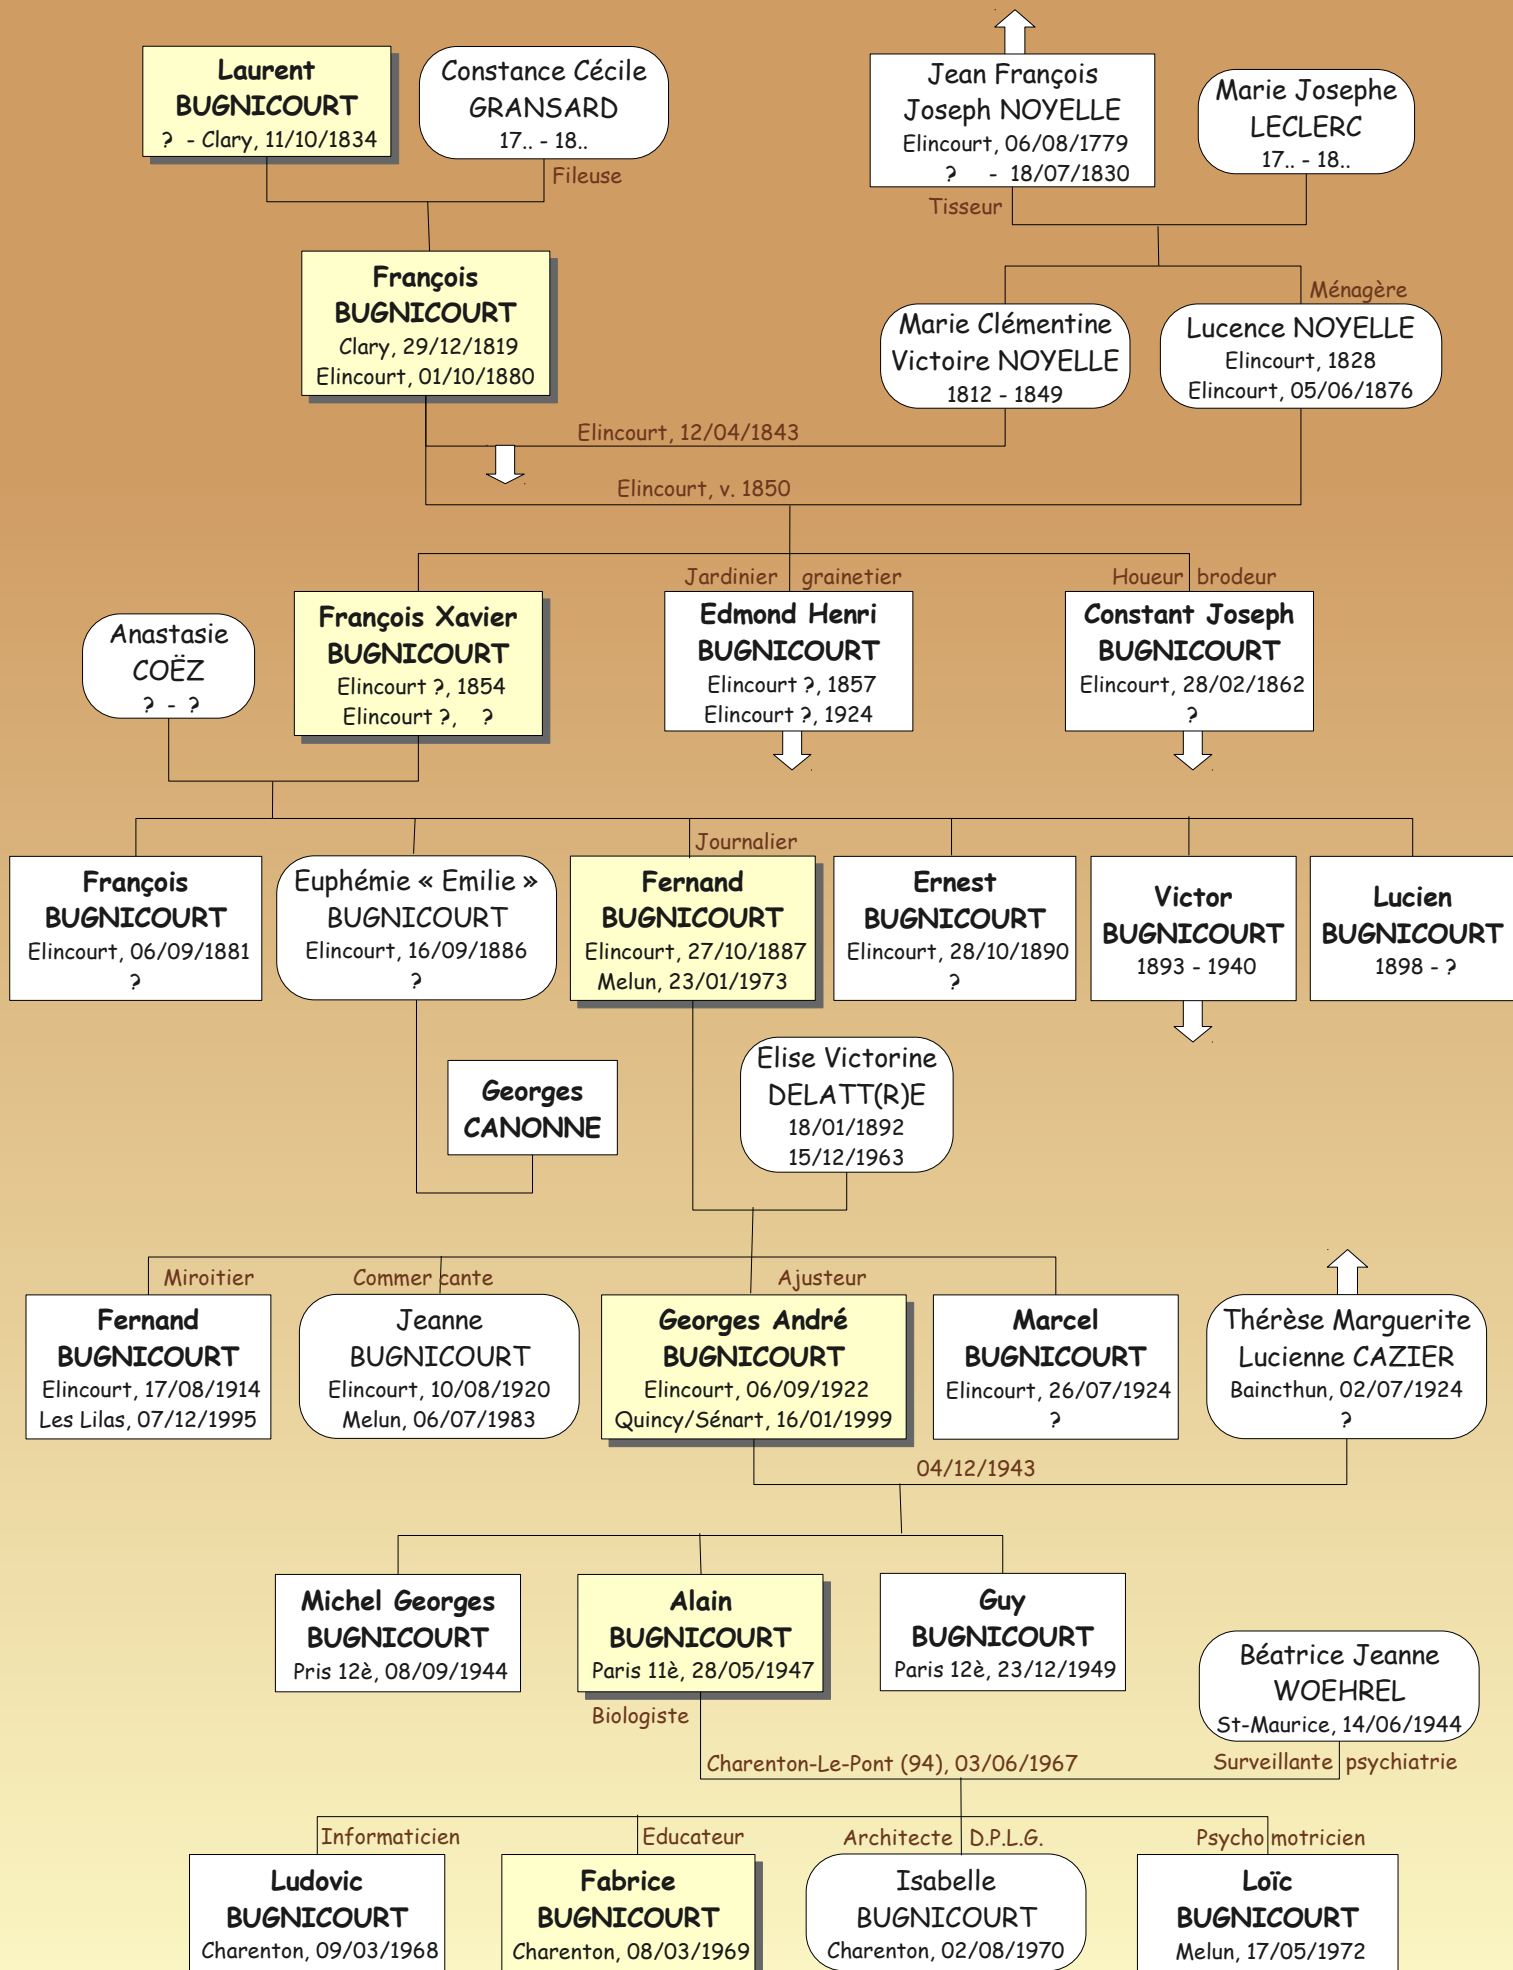 Laurent
BUGNICOURT
? - Clary, 11/10/1834
Constance Cécile
GRANSARD
17.. - 18..
Fileuse
Jean François
Joseph NOYELLE
Elincourt, 06/08/1779
? - 18/07/1830
Tisseur
Marie Josephe
LECLERC
17.. - 18..
François
BUGNICOURT
Clary, 29/12/1819
Elincourt, 01/10/1880
Marie Clémentine
Victoire NOYELLE
1812 - 1849
Ménagère
Lucence NOYELLE
Elincourt, 1828
Elincourt, 05/06/1876
Elincourt, 12/04/1843
Elincourt, v. 1850
Anastasie
COËZ
? - ?
François Xavier
BUGNICOURT
Elincourt ?, 1854
Elincourt ?, ?
Jardinier grainetier
Edmond Henri
BUGNICOURT
Elincourt ?, 1857
Elincourt ?, 1924
Houeur brodeur
Constant Joseph
BUGNICOURT
Elincourt, 28/02/1862
?
François
BUGNICOURT
Elincourt, 06/09/1881
?
Euphémie « Emilie »
BUGNICOURT
Elincourt, 16/09/1886
?
Journalier
Fernand
BUGNICOURT
Elincourt, 27/10/1887
Melun, 23/01/1973
Ernest
BUGNICOURT
Elincourt, 28/10/1890
?
Victor
BUGNICOURT
1893 - 1940
Lucien
BUGNICOURT
1898 - ?
Georges
CANONNE
Elise Victorine
DELATT(R)E
18/01/1892
15/12/1963
Miroitier
Fernand
BUGNICOURT
Elincourt, 17/08/1914
Les Lilas, 07/12/1995
Commer cante
Jeanne
BUGNICOURT
Elincourt, 10/08/1920
Melun, 06/07/1983
Ajusteur
Georges André
BUGNICOURT
Elincourt, 06/09/1922
Quincy/Sénart, 16/01/1999
Marcel
BUGNICOURT
Elincourt, 26/07/1924
?
Thérèse Marguerite
Lucienne CAZIER
Baincthun, 02/07/1924
?
04/12/1943
Michel Georges
BUGNICOURT
Pris 12è, 08/09/1944
Alain
BUGNICOURT
Paris 11è, 28/05/1947
Biologiste
Guy
BUGNICOURT
Paris 12è, 23/12/1949
Béatrice Jeanne
WOEHREL
St-Maurice, 14/06/1944
Surveillante psychiatrie
Charenton-Le-Pont (94), 03/06/1967
Informaticien
Ludovic
BUGNICOURT
Charenton, 09/03/1968
Educateur
Fabrice
BUGNICOURT
Charenton, 08/03/1969
Architecte D.P.L.G.
Isabelle
BUGNICOURT
Charenton, 02/08/1970
Psycho motricien
Loïc
BUGNICOURT
Melun, 17/05/1972